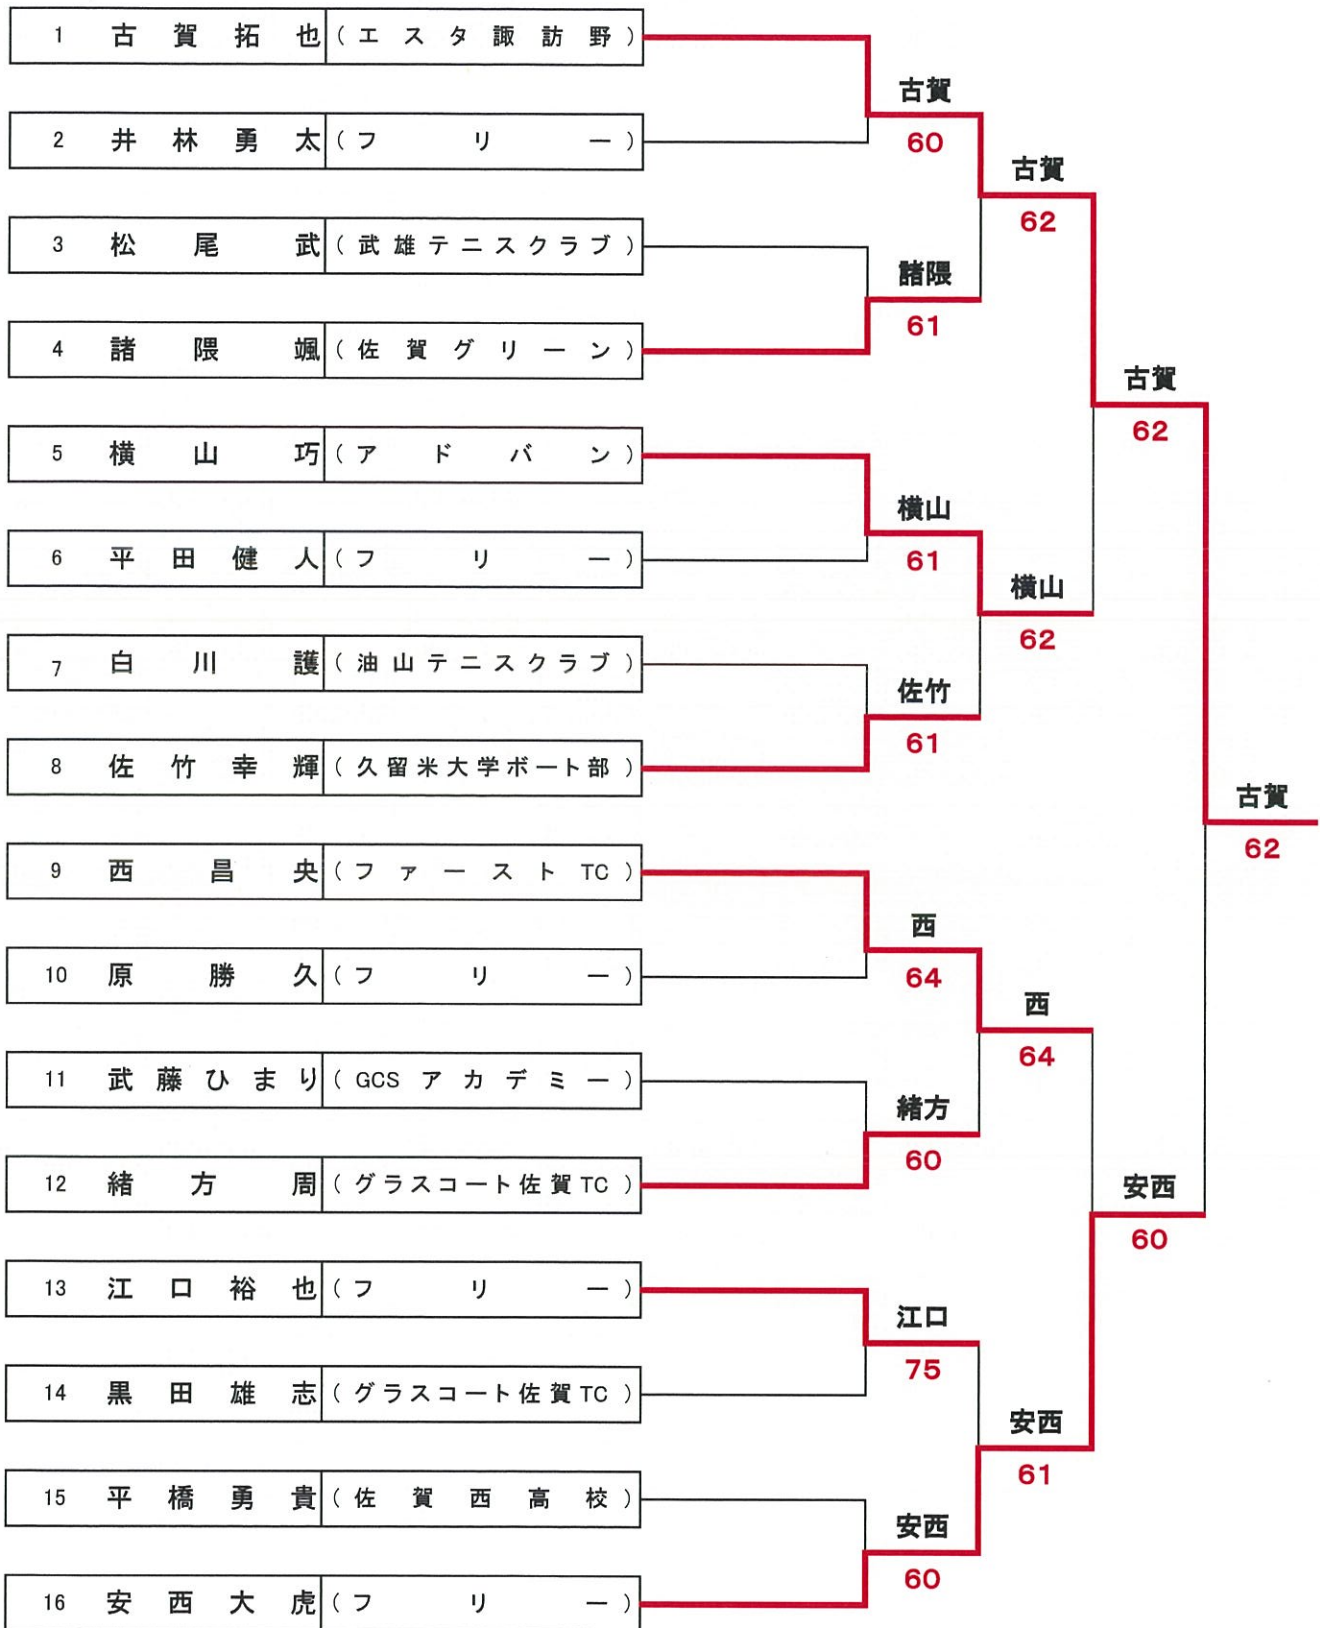 1 古賀拓也 (エスタ諏訪野)
古賀
2 井林勇太 (フリー)
60
古賀
62
3 松尾武 (武雄テニスクラブ)
諸隈
61
4 諸隈颯 (佐賀グリーン)
古賀
62
5 横山巧 (アドバン)
横山
61
6 平田健人 (フリー)
横山
62
7 白川護 (油山テニスクラブ)
佐竹
61
8 佐竹幸輝 (久留米大学ボート部)
古賀
62
9 西昌央 (ファーストTC)
西
64
10 原勝久 (フリー)
西
64
11 武藤ひまり (GCSアカデミー)
緒方
60
12 緒方周 (グラスコート佐賀TC)
安西
60
13 江口裕也 (フリー)
江口
75
14 黒田雄志 (グラスコート佐賀TC)
安西
61
15 平橋勇貴 (佐賀西高校)
安西
60
16 安西大虎 (フリー)